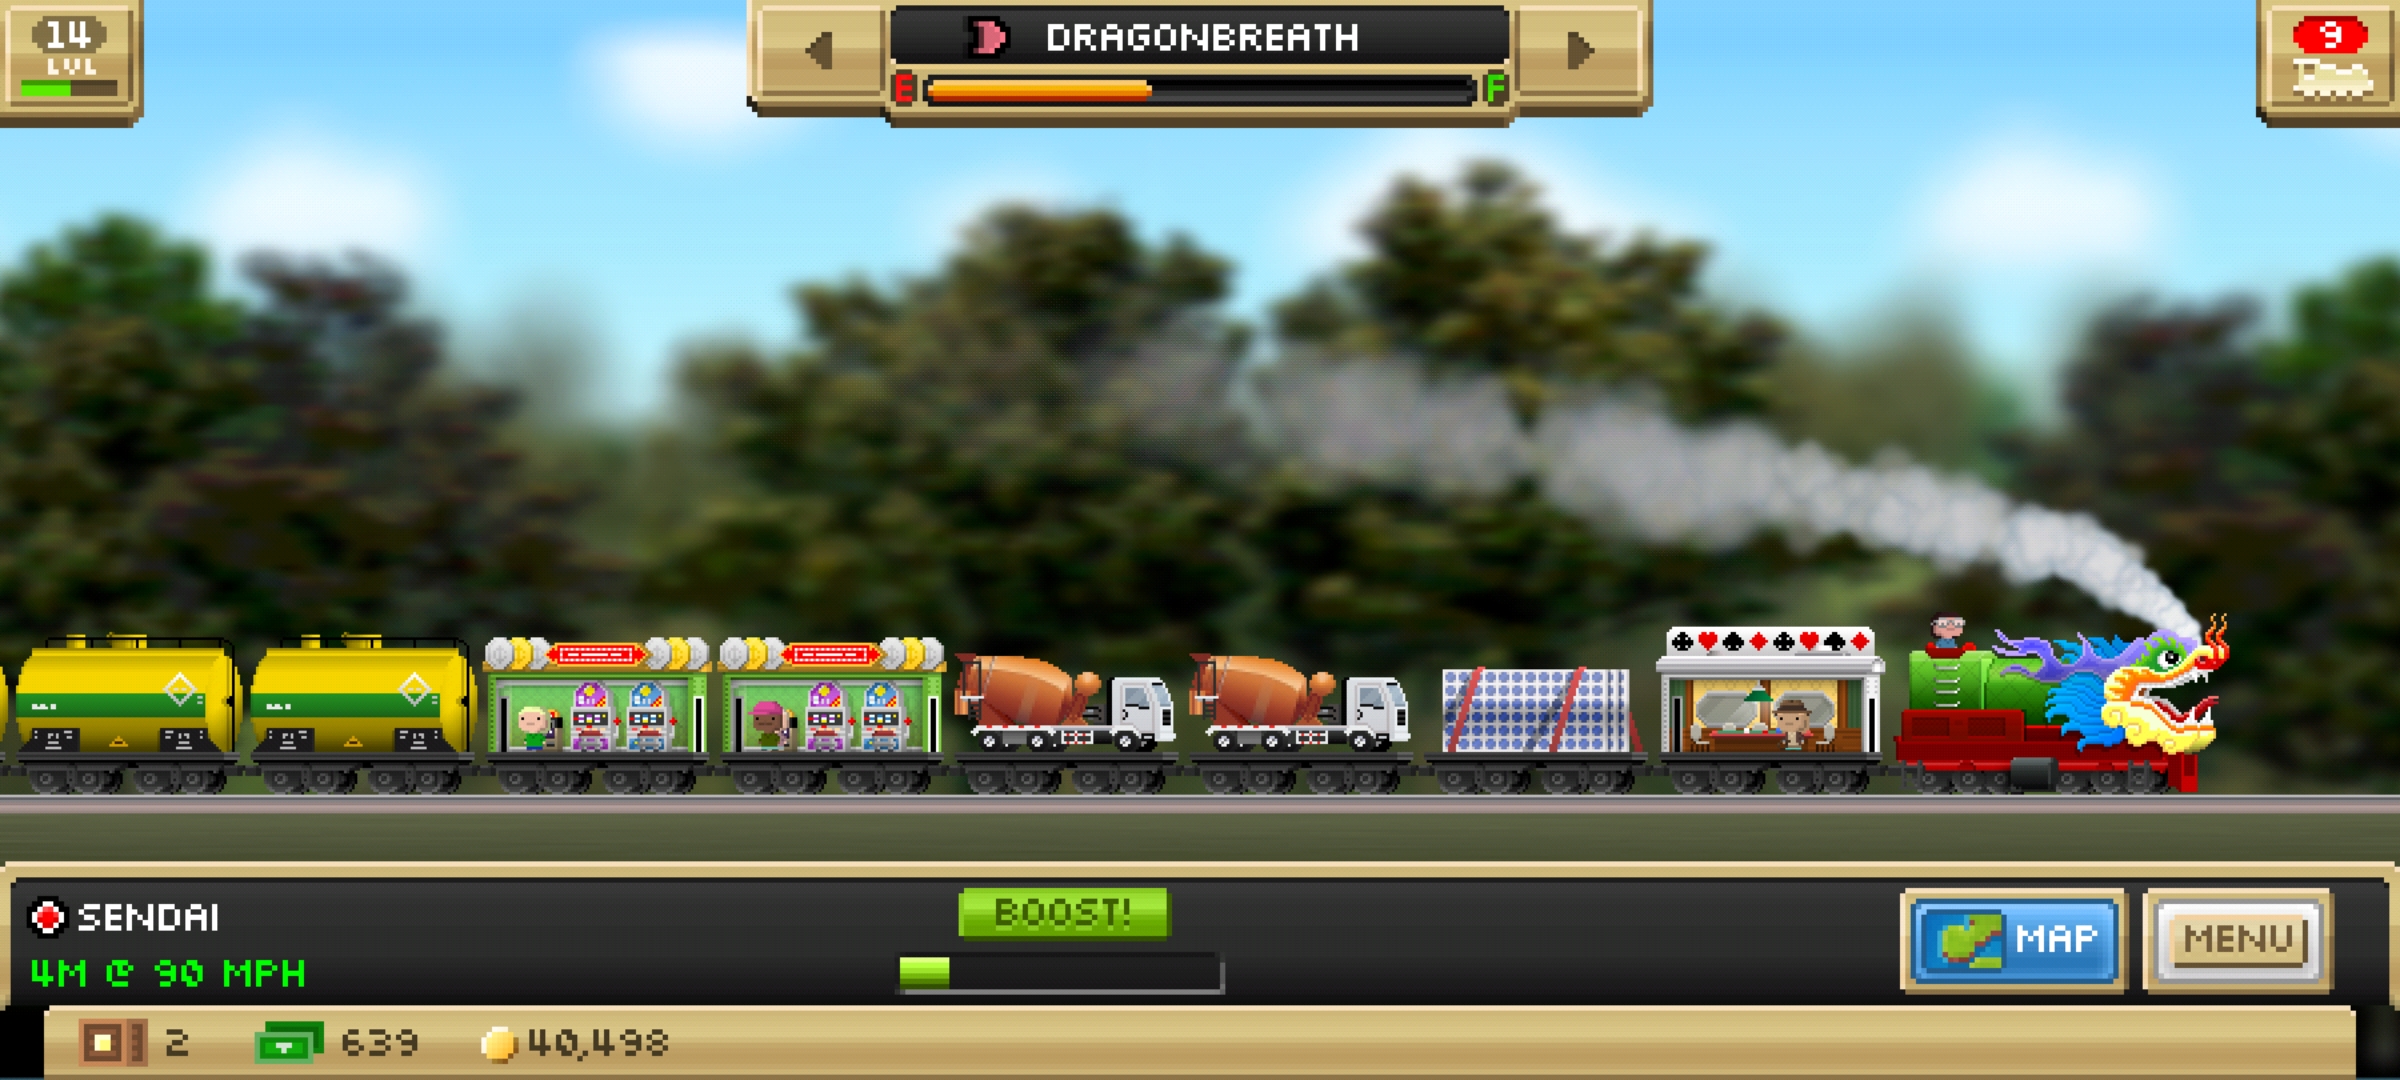 14
LVL
DRAGONBREATH
E F
9
SENDAI
4M @ 90 MPH
BOOST!
MAP
MENU
2 639 40,498